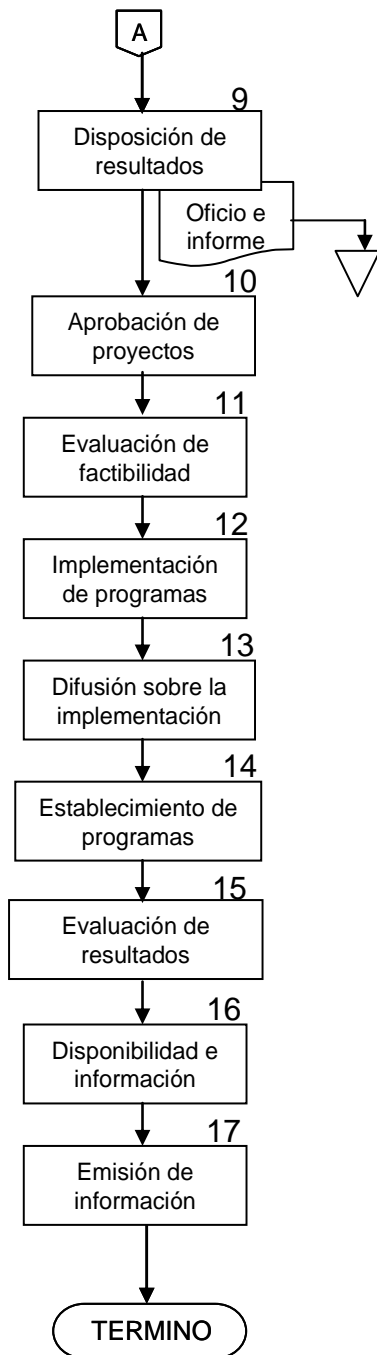 A
9
Disposición de
resultados
Oficio e
informe
10
Aprobación de
proyectos
11
Evaluación de
factibilidad
12
Implementación
de programas
13
Difusión sobre la
implementación
14
Establecimiento de
programas
15
Evaluación de
resultados
16
Disponibilidad e
información
17
Emisión de
información
TERMINO